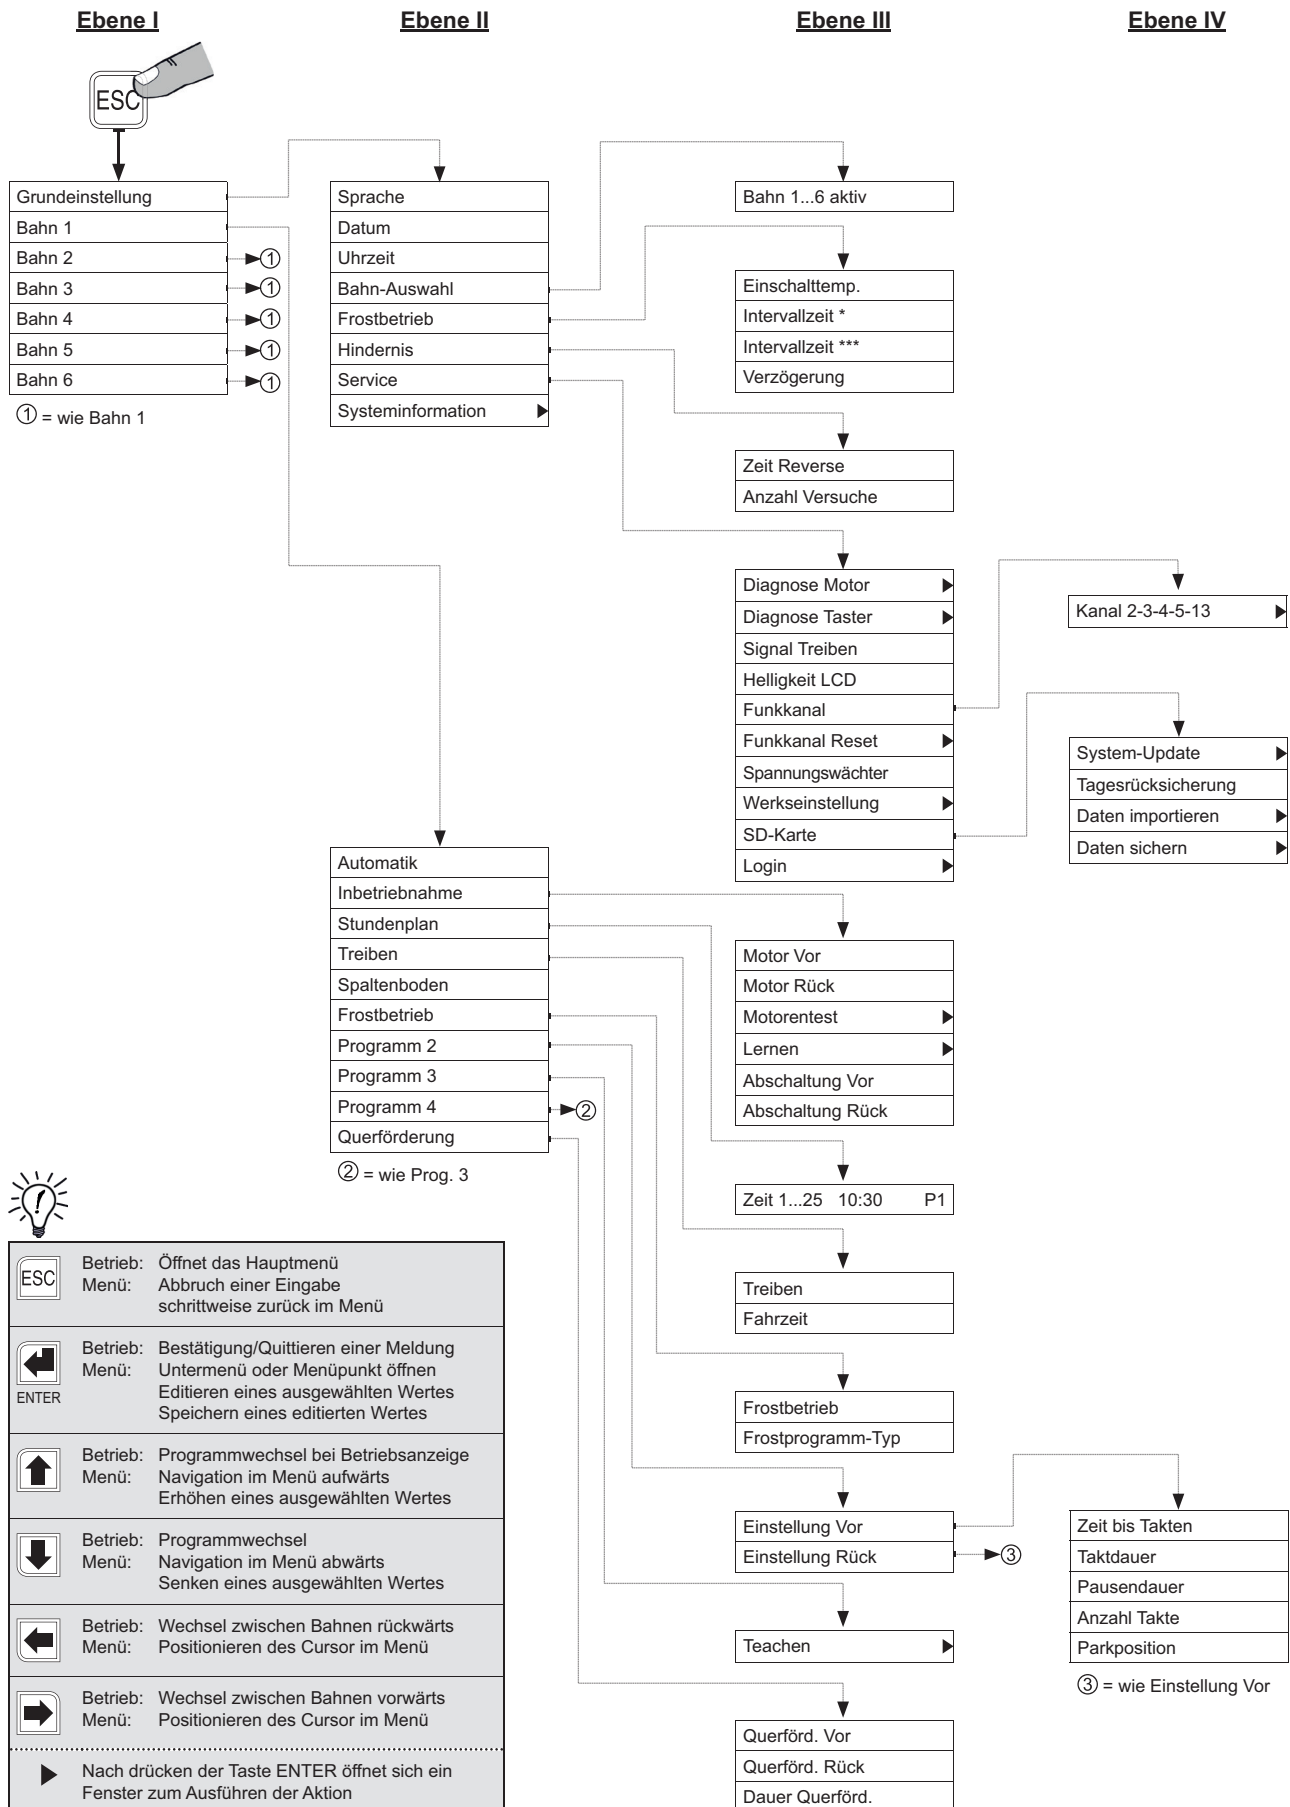 Ebene I
Ebene II
Ebene III
Ebene IV
ESC
Grundeinstellung
Bahn 1
Bahn 2
①
Bahn 3
①
Bahn 4
①
Bahn 5
①
Bahn 6
①
① = wie Bahn 1
Sprache
Datum
Uhrzeit
Bahn-Auswahl
Frostbetrieb
Hindernis
Service
Systeminformation
Bahn 1...6 aktiv
Einschalttemp.
Intervallzeit *
Intervallzeit ***
Verzögerung
Zeit Reverse
Anzahl Versuche
Diagnose Motor
Diagnose Taster
Signal Treiben
Helligkeit LCD
Funkkanal
Funkkanal Reset
Spannungswächter
Werkseinstellung
SD-Karte
Login
Kanal 2-3-4-5-13
System-Update
Tagesrücksicherung
Daten importieren
Daten sichern
Automatik
Inbetriebnahme
Stundenplan
Treiben
Spaltenboden
Frostbetrieb
Programm 2
Programm 3
Programm 4
②
Querförderung
② = wie Prog. 3
Motor Vor
Motor Rück
Motorentest
Lernen
Abschaltung Vor
Abschaltung Rück
Zeit 1...25 10:30 P1
Treiben
Fahrzeit
Frostbetrieb
Frostprogramm-Typ
Einstellung Vor
Einstellung Rück
③
Teachen
Querförd. Vor
Querförd. Rück
Dauer Querförd.
Zeit bis Takten
Taktdauer
Pausendauer
Anzahl Takte
Parkposition
③ = wie Einstellung Vor
ESC
Betrieb: Öffnet das Hauptmenü
Menü: Abbruch einer Eingabe
schrittweise zurück im Menü
ENTER
Betrieb: Bestätigung/Quittieren einer Meldung
Menü: Untermenü oder Menüpunkt öffnen
Editieren eines ausgewählten Wertes
Speichern eines editierten Wertes
Betrieb: Programmwechsel bei Betriebsanzeige
Menü: Navigation im Menü aufwärts
Erhöhen eines ausgewählten Wertes
Betrieb: Programmwechsel
Menü: Navigation im Menü abwärts
Senken eines ausgewählten Wertes
Betrieb: Wechsel zwischen Bahnen rückwärts
Menü: Positionieren des Cursor im Menü
Betrieb: Wechsel zwischen Bahnen vorwärts
Menü: Positionieren des Cursor im Menü
Nach drücken der Taste ENTER öffnet sich ein
Fenster zum Ausführen der Aktion